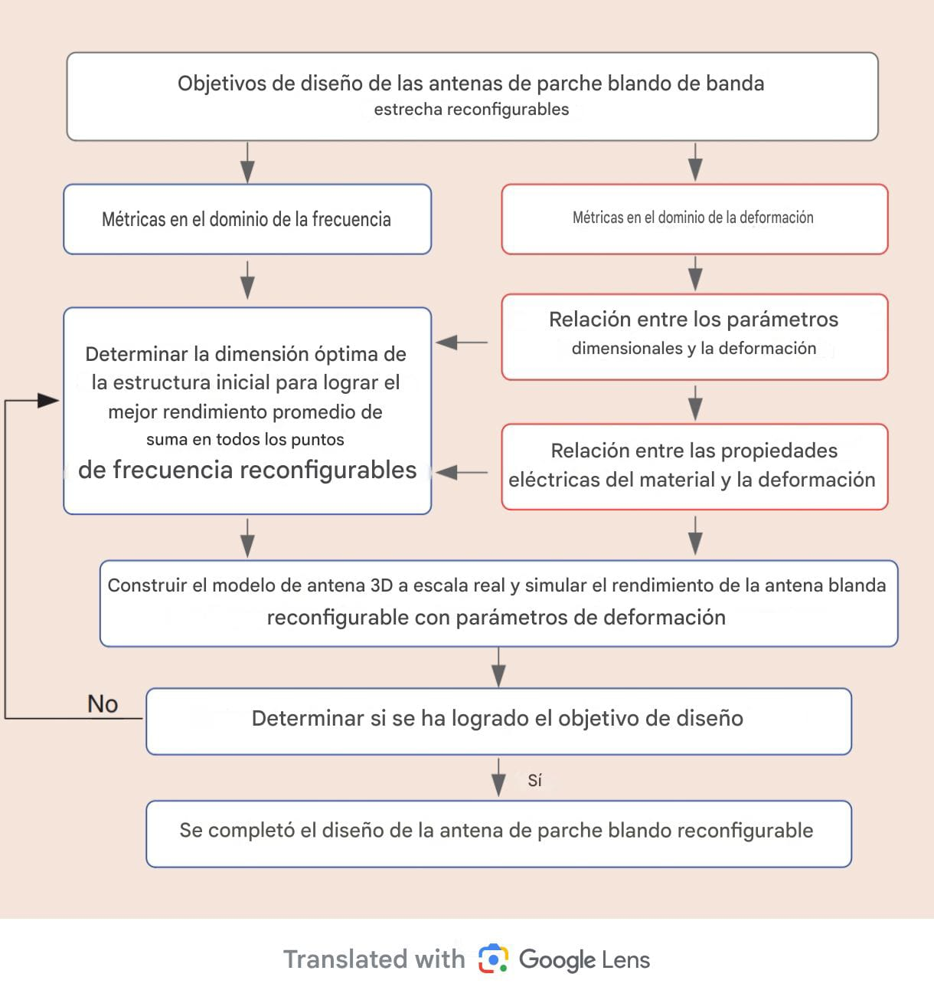 Objetivos de diseño de las antenas de parche blando de banda
estrecha reconfigurables
Métricas en el dominio de la frecuencia
Métricas en el dominio de la deformación
Relación entre los parámetros
dimensionales y la deformación
Determinar la dimensión óptima de
la estructura inicial para lograr el
mejor rendimiento promedio de
suma en todos los puntos
de frecuencia reconfigurables
Relación entre las propiedades
eléctricas del material y la deformación
Construir el modelo de antena 3D a escala real y simular el rendimiento de la antena blanda
reconfigurable con parámetros de deformación
No
Determinar si se ha logrado el objetivo de diseño
Sí
Se completó el diseño de la antena de parche blando reconfigurable
Translated with Google Lens